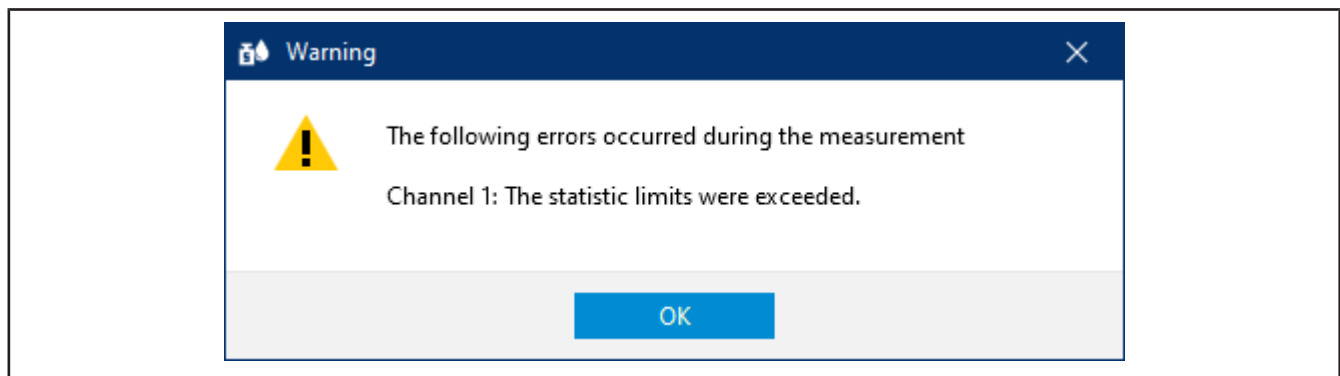 Warning
The following errors occurred during the measurement
Channel 1: The statistic limits were exceeded.
OK